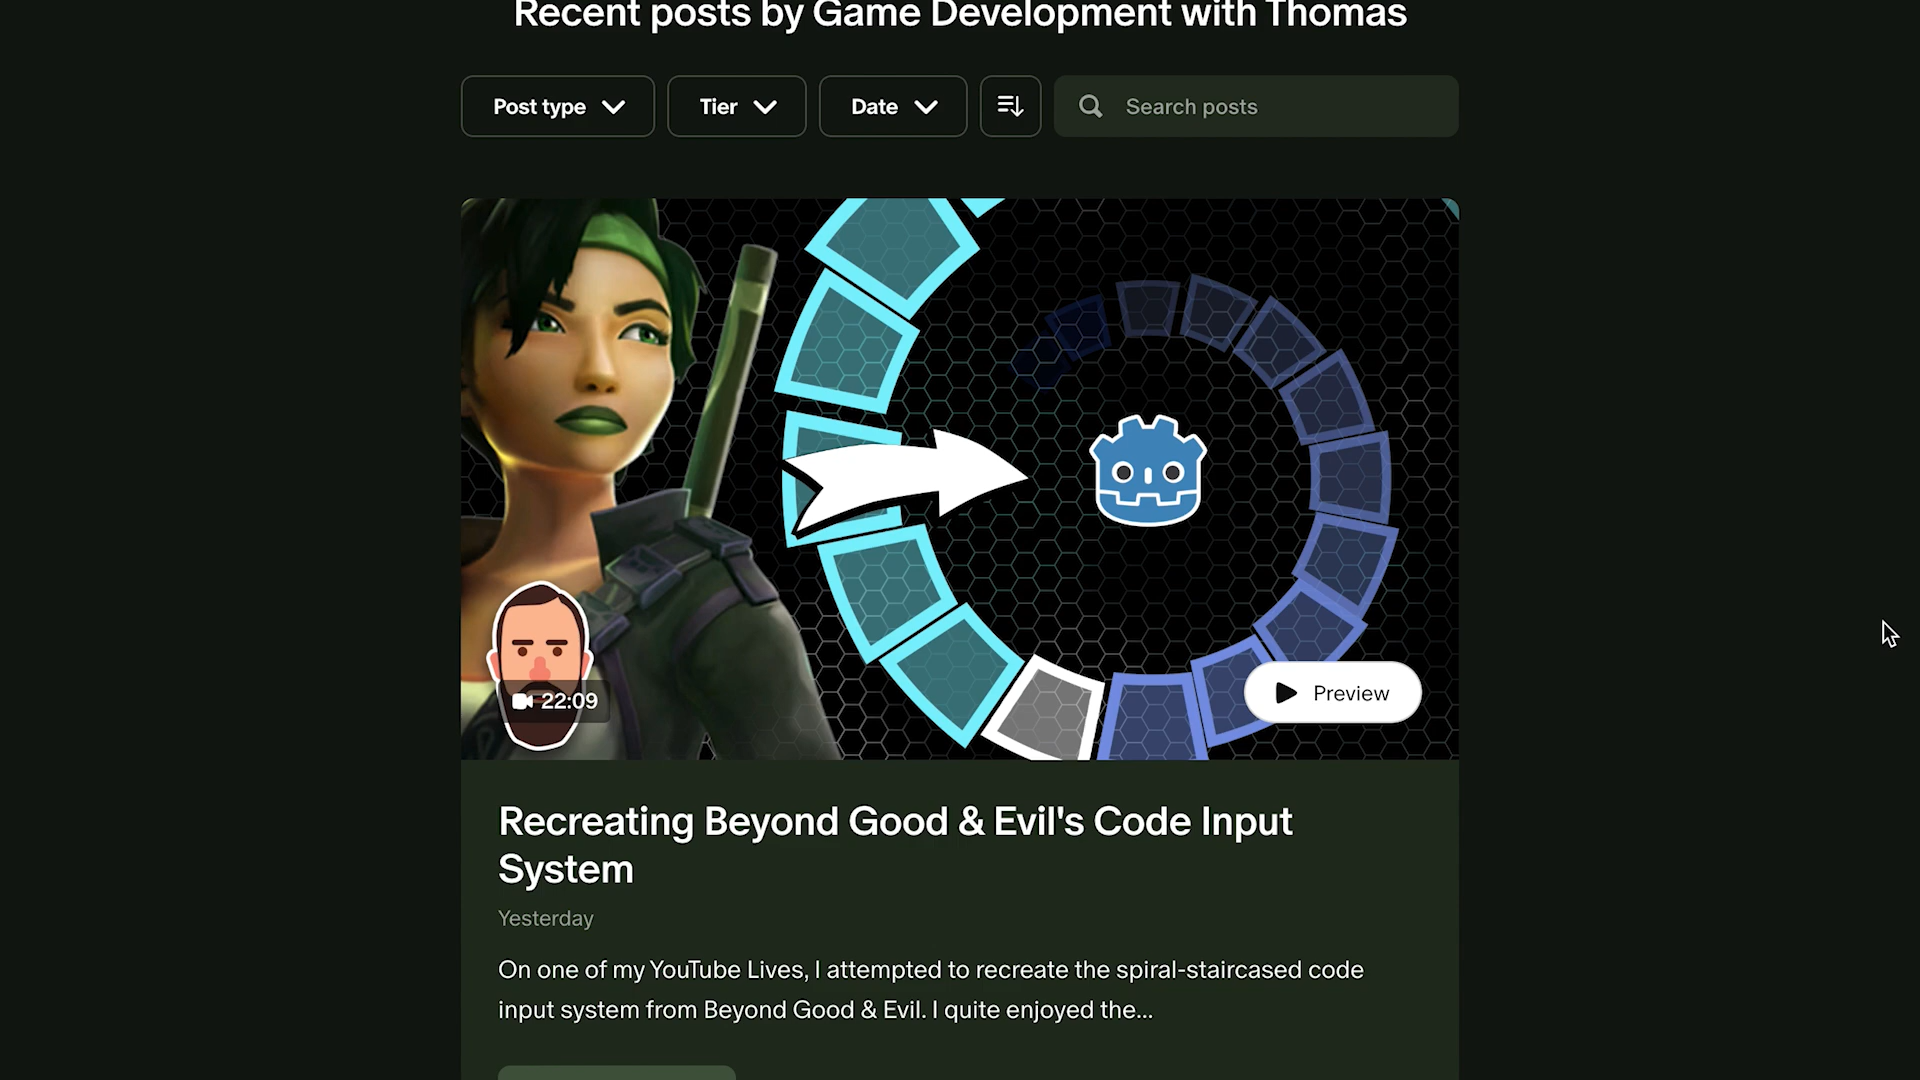 Recent posts by Game Development with Thomas
Post type
Tier
Date
Search posts
22:09
Preview
Recreating Beyond Good & Evil's Code Input
System
Yesterday
On one of my YouTube Lives, I attempted to recreate the spiral-staircased code
input system from Beyond Good & Evil. I quite enjoyed the...